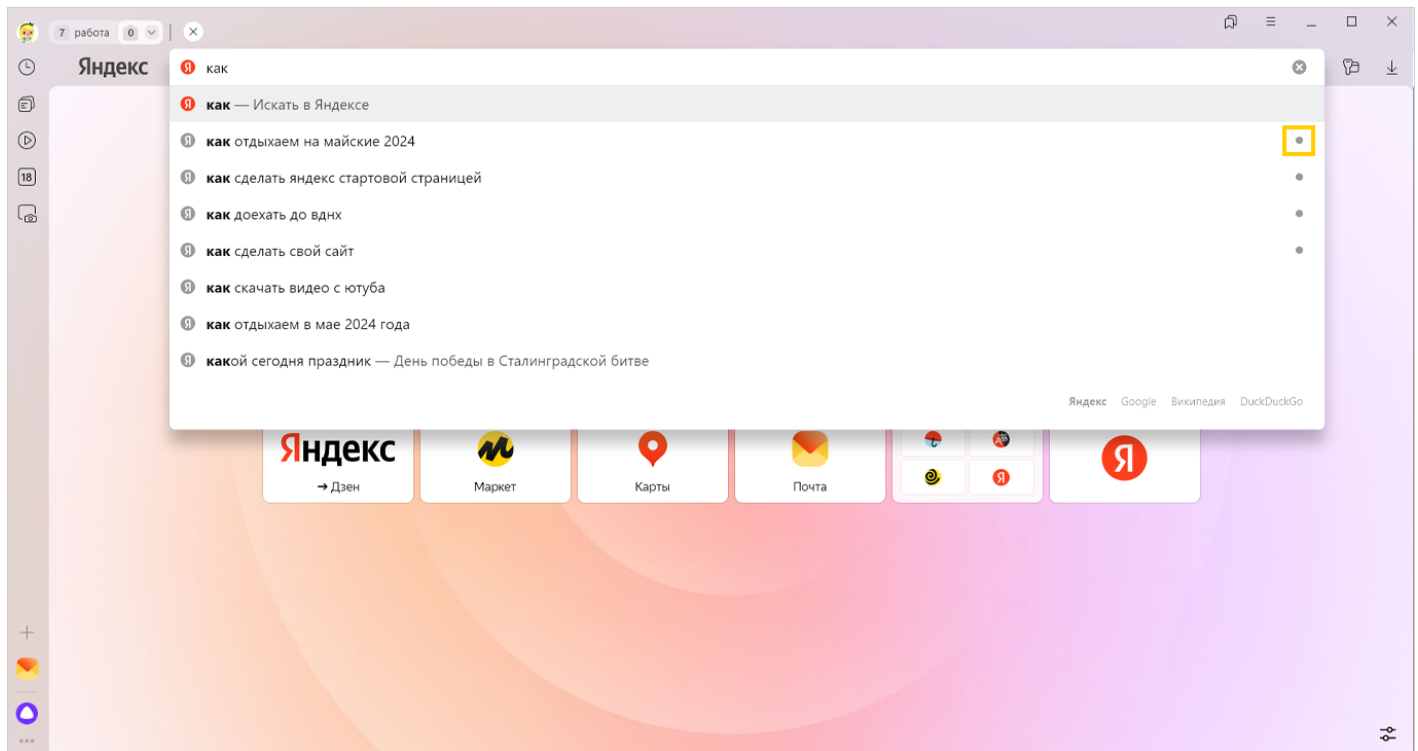 7 работа 0
Яндекс
Я как
Я как — Искать в Яндексе
Я как отдыхаем на майские 2024
Я как сделать яндекс стартовой страницей
18
Я как доехать до вднх
Я как сделать свой сайт
Я как скачать видео с ютуба
Я как отдыхаем в мае 2024 года
Я какой сегодня праздник — День победы в Сталинградской битве
Яндекс Google Википедия DuckDuckGo
Яндекс
Я
Я
➔ Дзен Маркет Карты Почта